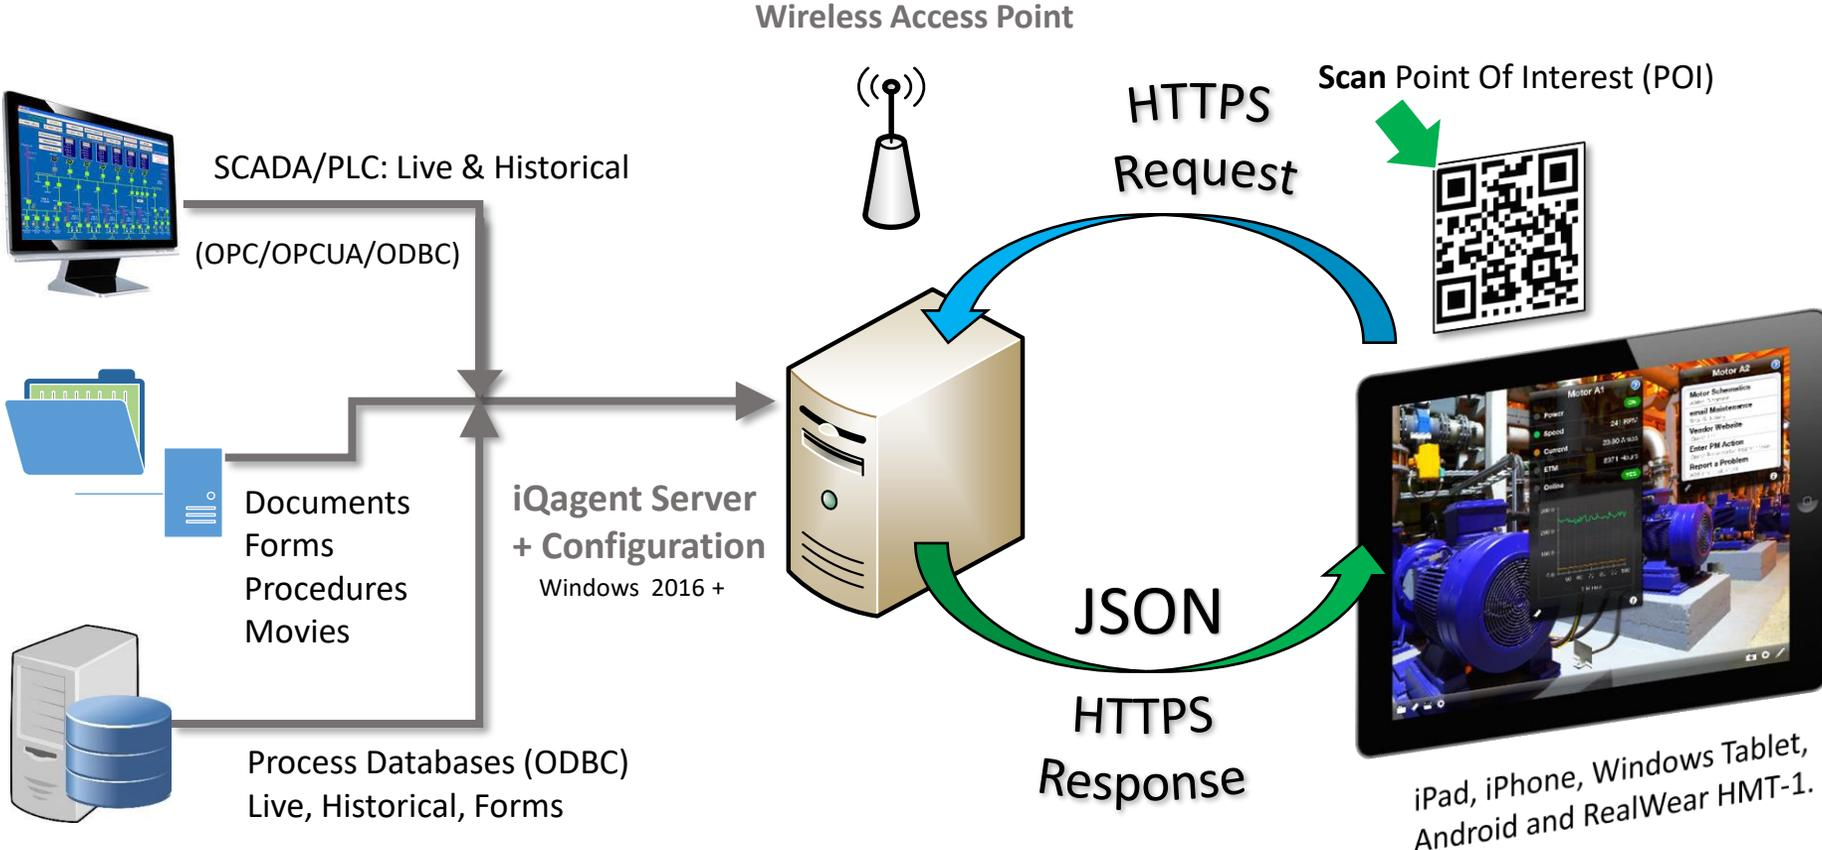 Wireless Access Point
Scan Point Of Interest (POI)
HTTPS
Request
SCADA/PLC: Live & Historical
(OPC/OPCUA/ODBC)
Documents
Forms
Procedures
Movies
iQagent Server
+ Configuration
Windows 2016 +
Process Databases (ODBC)
Live, Historical, Forms
JSON
HTTPS
Response
Motor A1
Power
ON
Speed
Current
ETM
Online
YES
Motor A2
Motor Schematics
email Maintenance
Vendor Website
Enter PM Action
Report a Problem
iPad, iPhone, Windows Tablet,
Android and RealWear HMT-1.